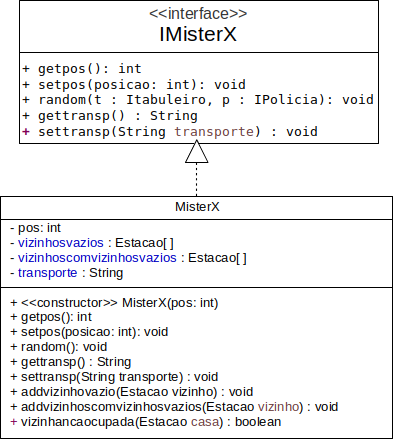 <<interface>>
IMisterX
+ getpos(): int
+ setpos(posicao: int): void
+ random(t : Itabuleiro, p : IPolicia): void
+ gettransp() : String
+ settransp(String transporte) : void
MisterX
- pos: int
- vizinhosvazios : Estacao[ ]
- vizinhoscomvizinhosvazios : Estacao[ ]
- transporte : String
+ <<constructor>> MisterX(pos: int)
+ getpos(): int
+ setpos(posicao: int): void
+ random(): void
+ gettransp() : String
+ settransp(String transporte) : void
+ addvizinhovazio(Estacao vizinho) : void
+ addvizinhoscomvizinhosvazios(Estacao vizinho) : void
+ vizinhancaocupada(Estacao casa) : boolean